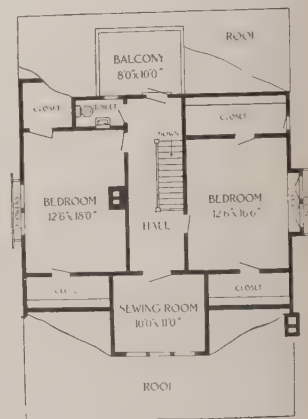 ROOF
BALCONY
8'0"x10'0"
CLOSET
TOILET
CLOSET
DOWN
BEDROOM
12'6"x18'0"
BEDROOM
12'6"x16'6"
HALL
CLOSET
SEWING ROOM
10'0"x11'0"
ROOF